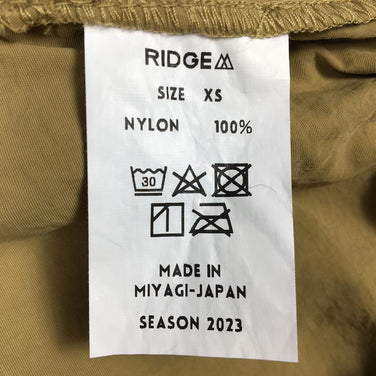 RIDGE
SIZE XS
NYLON 100%
30
MADE IN
MIYAGI-JAPAN
SEASON 2023